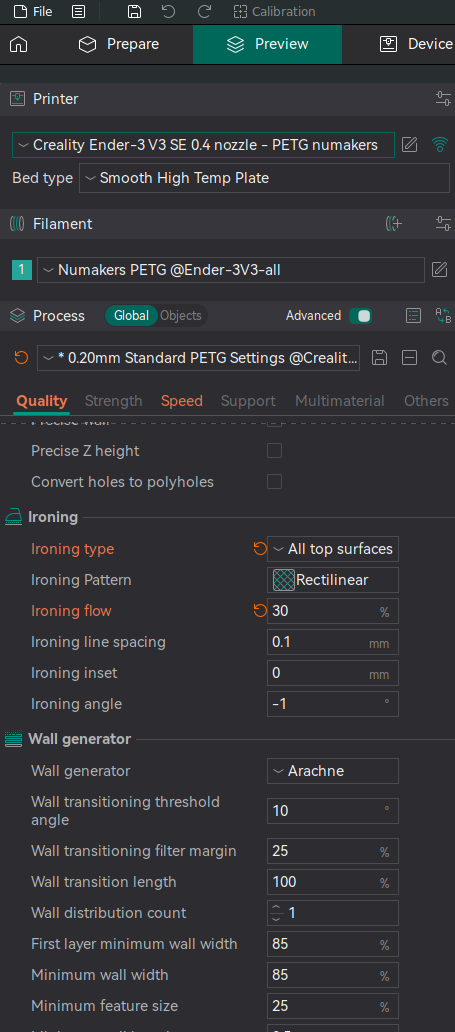 File
Calibration
Prepare
Preview
Device
Printer
Creality Ender-3 V3 SE 0.4 nozzle - PETG numakers
Bed type
Smooth High Temp Plate
Filament
1
Numakers PETG @Ender-3V3-all
Process
Global
Objects
Advanced
* 0.20mm Standard PETG Settings @Crealit...
Quality
Strength
Speed
Support
Multimaterial
Others
Precise wall
Precise Z height
Convert holes to polyholes
Ironing
Ironing type
All top surfaces
Ironing Pattern
Rectilinear
Ironing flow
30 %
Ironing line spacing
0.1 mm
Ironing inset
0 mm
Ironing angle
-1 °
Wall generator
Wall generator
Arachne
Wall transitioning threshold
angle
10 °
Wall transitioning filter margin
25 %
Wall transition length
100 %
Wall distribution count
1
First layer minimum wall width
85 %
Minimum wall width
85 %
Minimum feature size
25 %